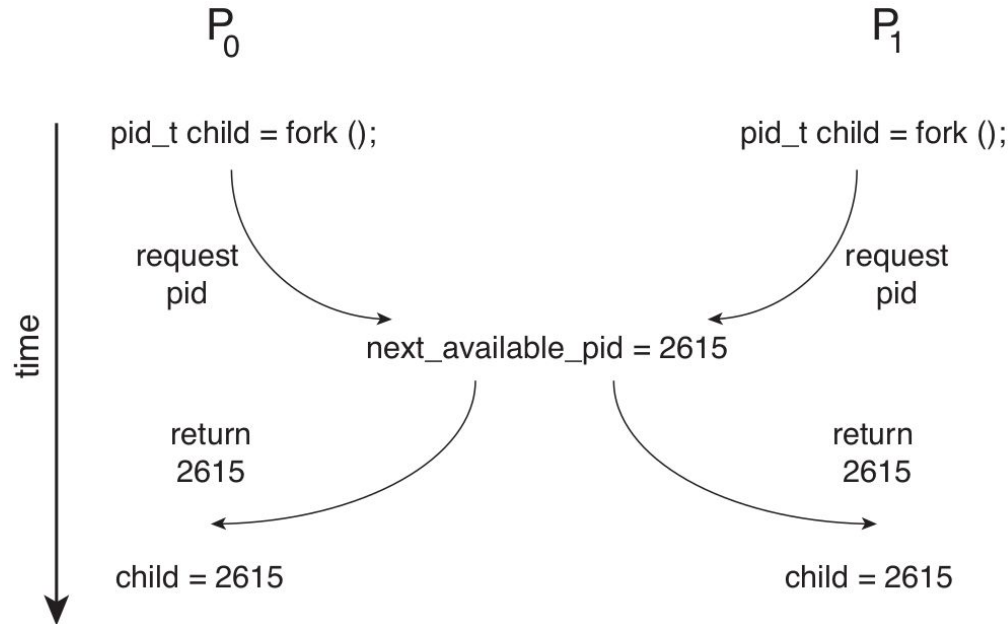 P0
P1
pid_t child = fork ();
pid_t child = fork ();
request
pid
request
pid
next_available_pid = 2615
time
return
2615
return
2615
child = 2615
child = 2615